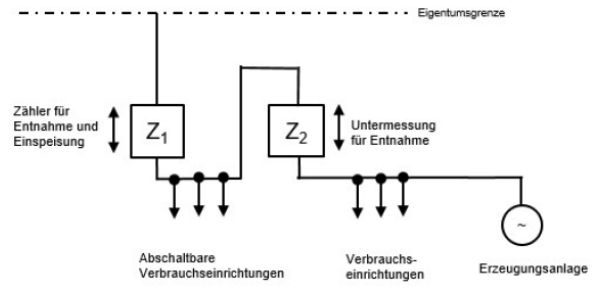 Eigentumsgrenze
Zähler für
Entnahme und
Einspeisung
Z1
Z2
Untermessung
für Entnahme
~
Abschaltbare
Verbrauchseinrichtungen
Verbrauchs-
einrichtungen
Erzeugungsanlage